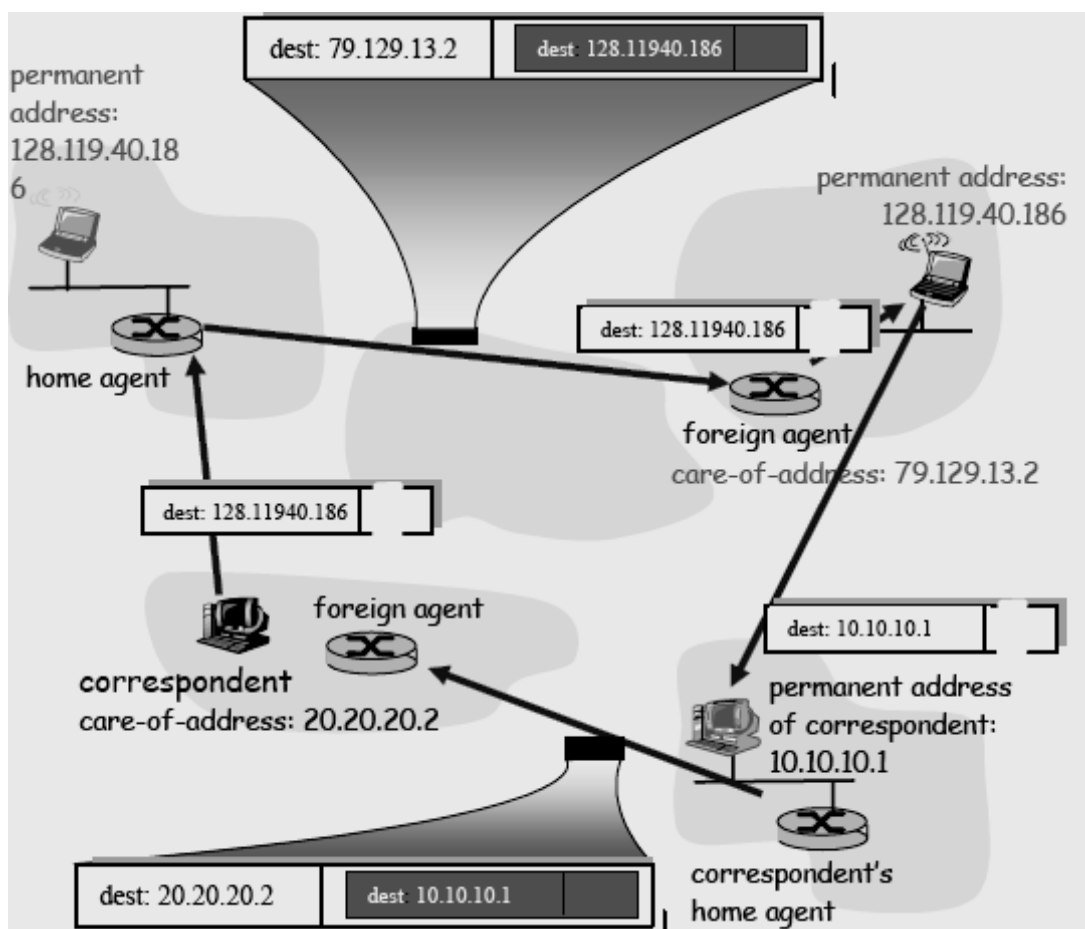 dest: 79.129.13.2
dest: 128.11940.186
permanent
address:
128.119.40.18
6
permanent address:
128.119.40.186
dest: 128.11940.186
home agent
foreign agent
care-of-address: 79.129.13.2
dest: 128.11940.186
foreign agent
dest: 10.10.10.1
correspondent
care-of-address: 20.20.20.2
permanent address
of correspondent:
10.10.10.1
dest: 20.20.20.2
dest: 10.10.10.1
correspondent's
home agent